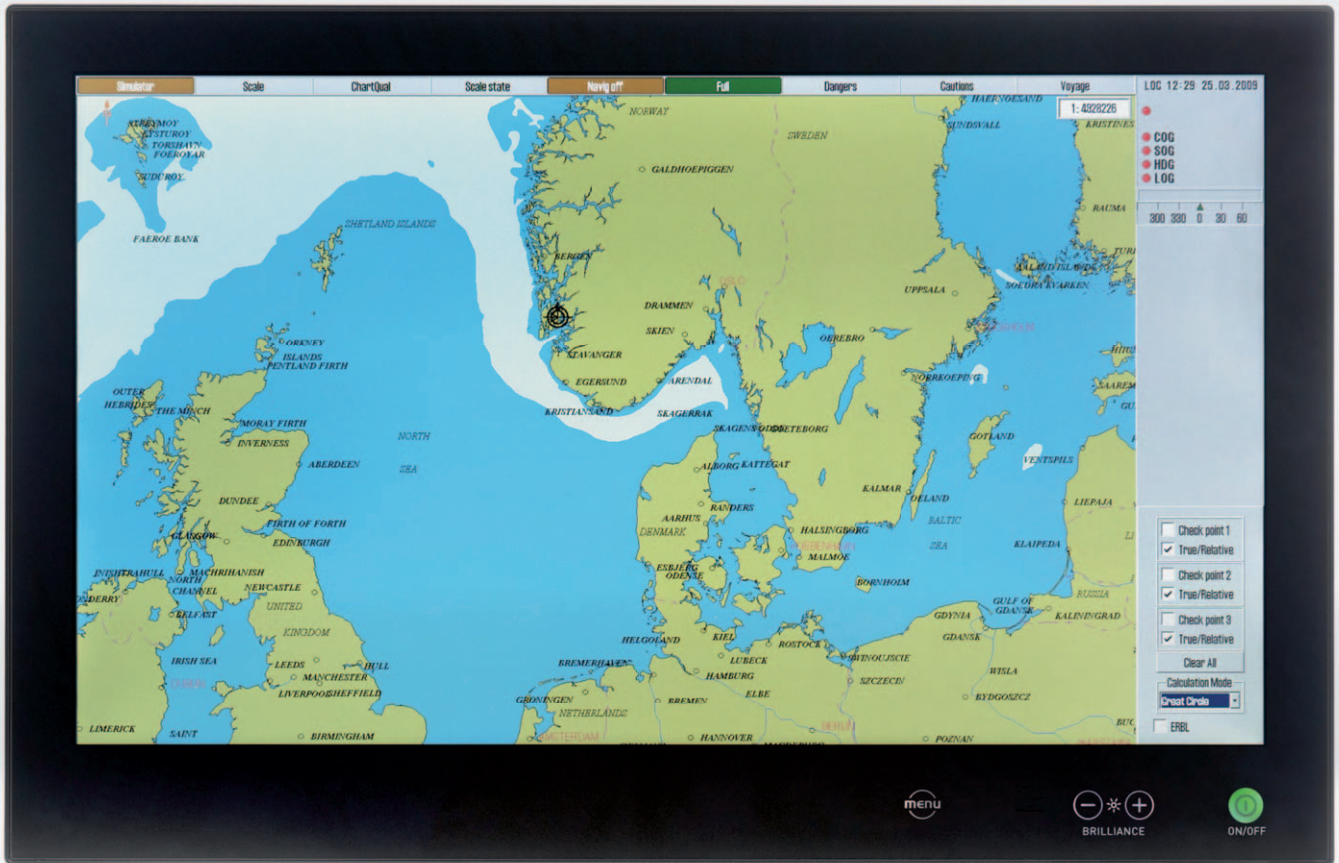 Simulator
Scale
ChartQual
Scale state
Navig off
Full
Dangers
Cautions
Voyage
LOC 12:29 25.03.2009
1: 4928226
COG
SOG
HDG
LOG
300 330 0 30 60
NORWAY
SWEDEN
HAERNOESAND
SUNDSVALL
KRISTINES
EYSTUROY
TORSHAVN
FOEROYAR
SUDUROY
GALDHOEPIGGEN
RAUMA
SHETLAND ISLANDS
FAEROE BANK
BERGEN
AALAND ISLANDS
SOEDRA KVARKEN
UPPSALA
DRAMMEN
SKIEN
OEREBRO
ORKNEY
ISLANDS
PENTLAND FIRTH
STAVANGER
EGERSUND
ARENDAL
NORRKOEPING
OUTER
HEBRIDES
THE MINCH
KRISTIANSAND
SKAGERRAK
MORAY FIRTH
INVERNESS
NORTH
SEA
GOTLAND
ABERDEEN
ALBORG
KATTEGAT
VENTSPILS
DUNDEE
KALMAR
OELAND
LIEPAJA
RANDERS
AARHUS
DENMARK
BALTIC
SEA
FIRTH OF FORTH
GLASGOW
EDINBURGH
HALSINGBORG
MALMOE
KLAIPEDA
INISHTRAHULL
MACHRIHANISH
NORTH
CHANNEL
NEWCASTLE
ESBJERG
ODENSE
BORNHOLM
RUSSIA
ONDERRY
BELFAST
UNITED
KINGDOM
GULF OF
GDANSK
GDYNIA
KALININGRAD
GDANSK
HELGOLAND
KIEL
ROSTOCK
SWINOUJSCIE
IRISH SEA
LEEDS
HULL
BREMERHAVEN
LUBECK
HAMBURG
WISLA
MANCHESTER
LIVERPOOL
SHEFFIELD
SZCZECIN
GRONINGEN
NETHERLANDS
BREMEN
ELBE
BYDGOSZCZ
BERLIN
LIMERICK
SAINT
BIRMINGHAM
AMSTERDAM
HANNOVER
POZNAN
Check point 1
True/Relative
Check point 2
True/Relative
Check point 3
True/Relative
Clear All
Calculation Mode
Great Circle
ERBL
menu
BRILLIANCE
ON/OFF